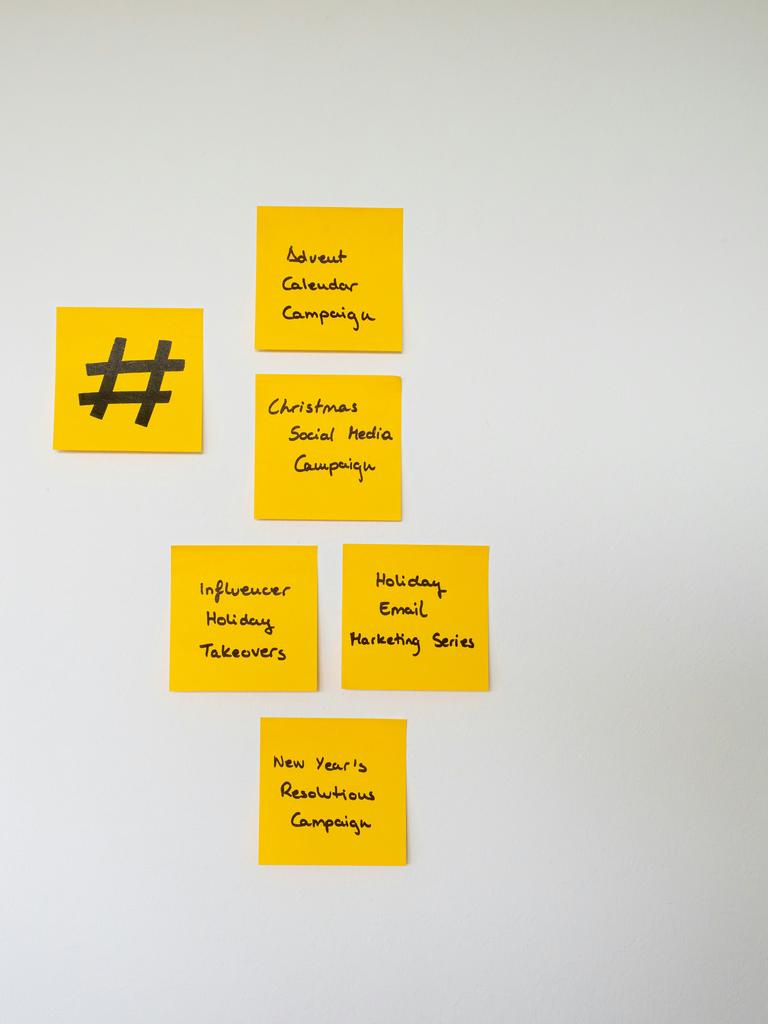 Advent
Calendar
Campaign
#
Christmas
Social Media
Campaign
Influencer
Holiday
Takeovers
Holiday
Email
Marketing Series
New Year's
Resolutions
Campaign